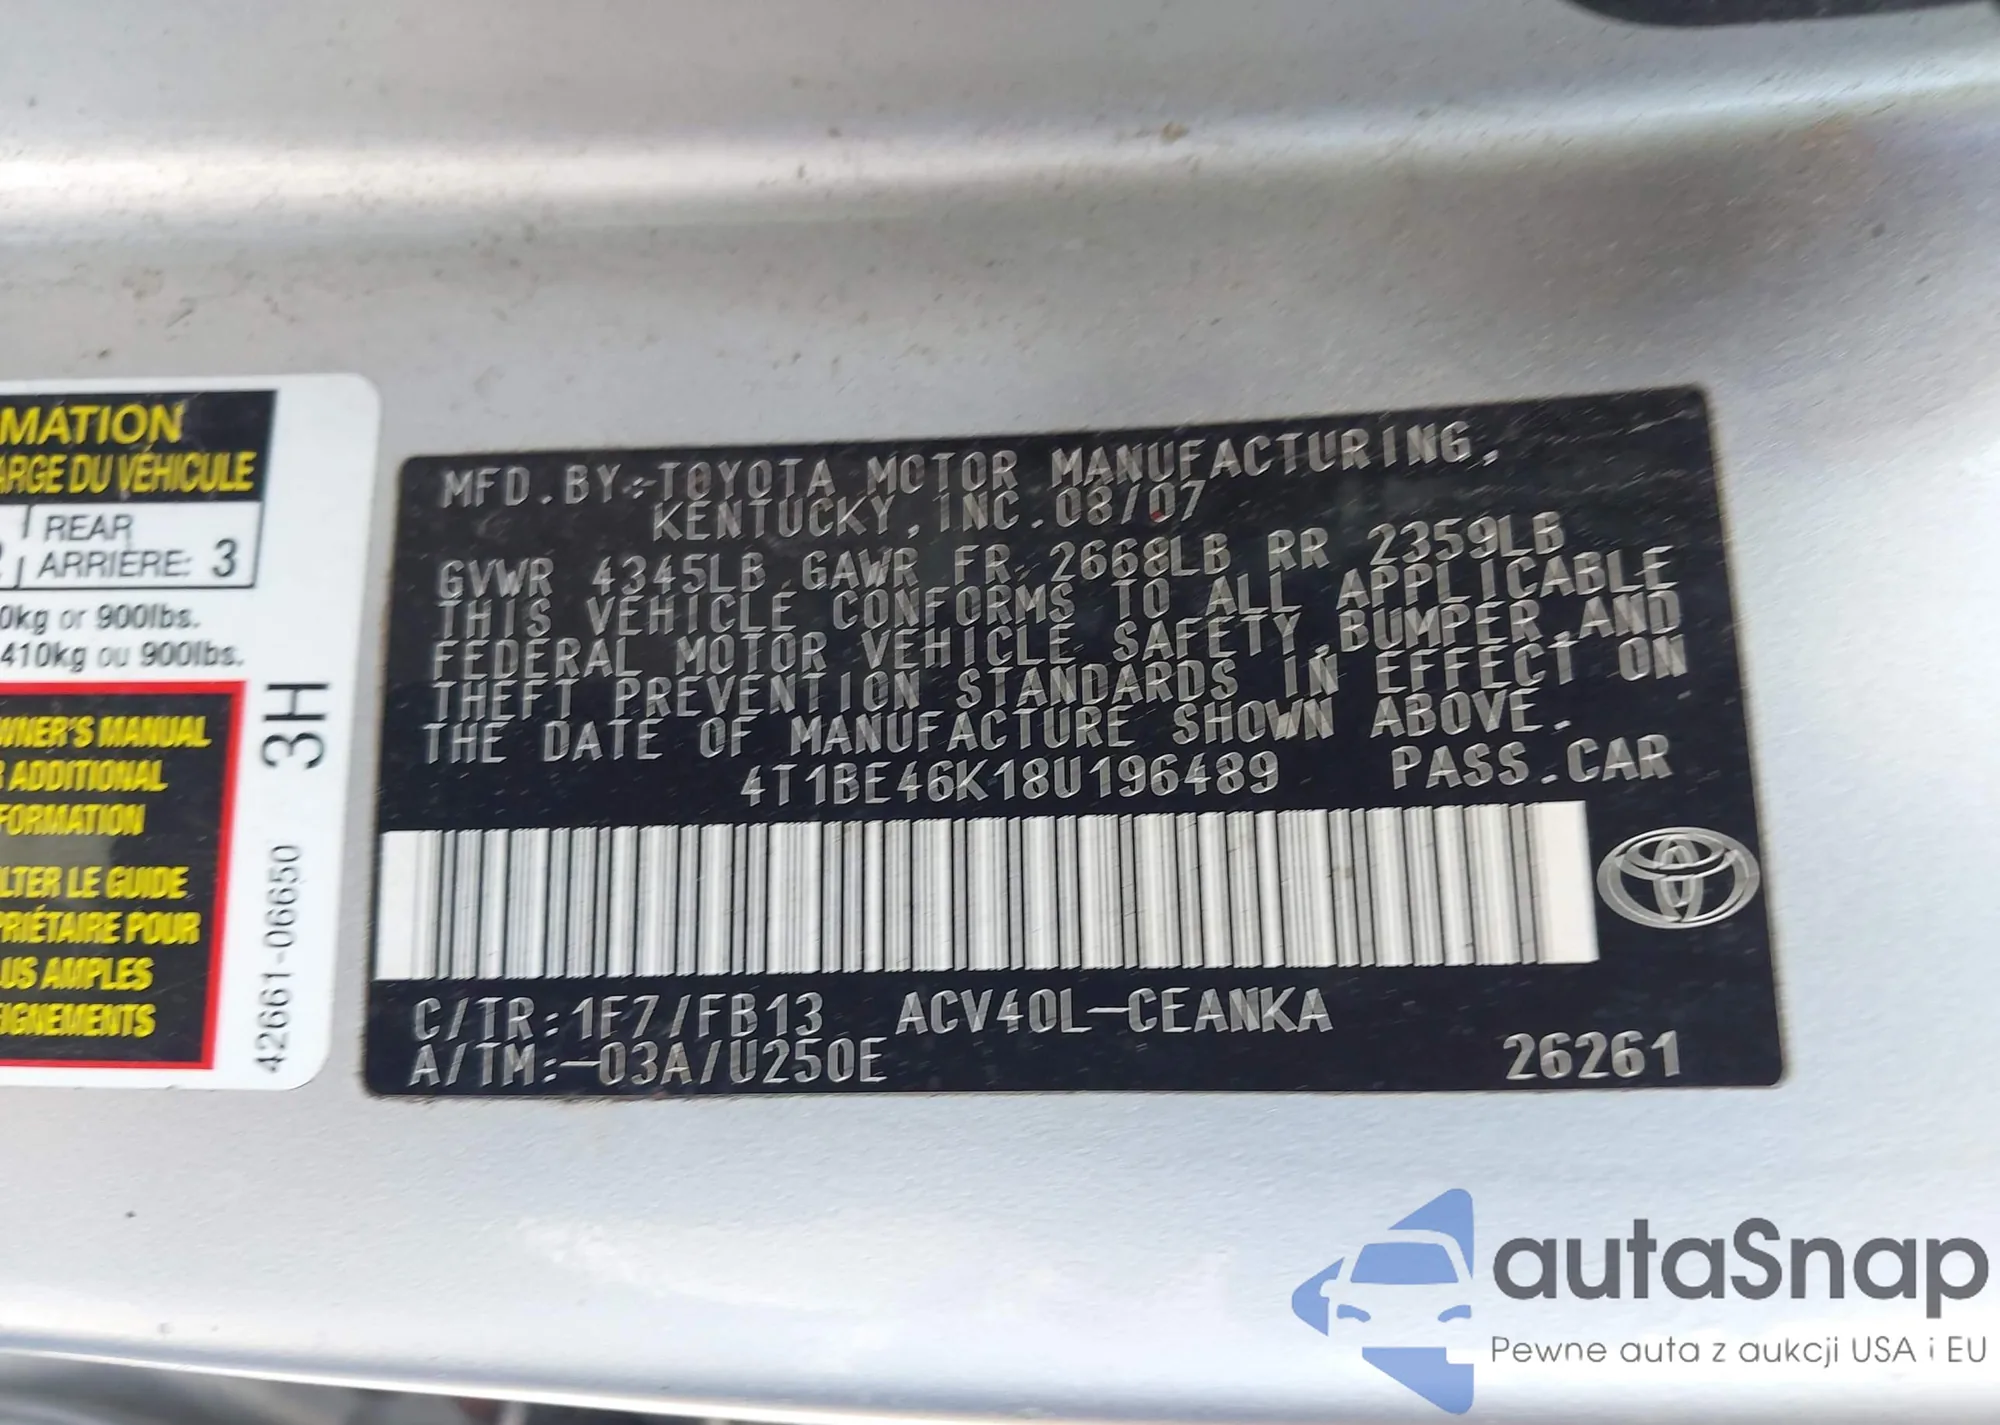 MATION
ARGE DU VÉHICULE
REAR
ARRIÈRE: 3
0kg or 900lbs.
410kg ou 900lbs.
WNER'S MANUAL
R ADDITIONAL
FORMATION
LTER LE GUIDE
PRIÉTAIRE POUR
US AMPLES
IGNEMENTS
3H
42661-06650
MFD.BY:-TOYOTA MOTOR MANUFACTURING,
KENTUCKY, INC. 08/07
GVWR 4345LB GAWR FR 2668LB RR 2359LB
THIS VEHICLE CONFORMS TO ALL APPLICABLE
FEDERAL MOTOR VEHICLE SAFETY, BUMPER, AND
THEFT PREVENTION STANDARDS IN EFFECT ON
THE DATE OF MANUFACTURE SHOWN ABOVE.
4T1BE46K18U196489 PASS.CAR
C/TR:1F7/FB13 ACV40L-CEANKA
A/TM:-03A/U250E 26261
autaSnap
Pewne auta z aukcji USA i EU